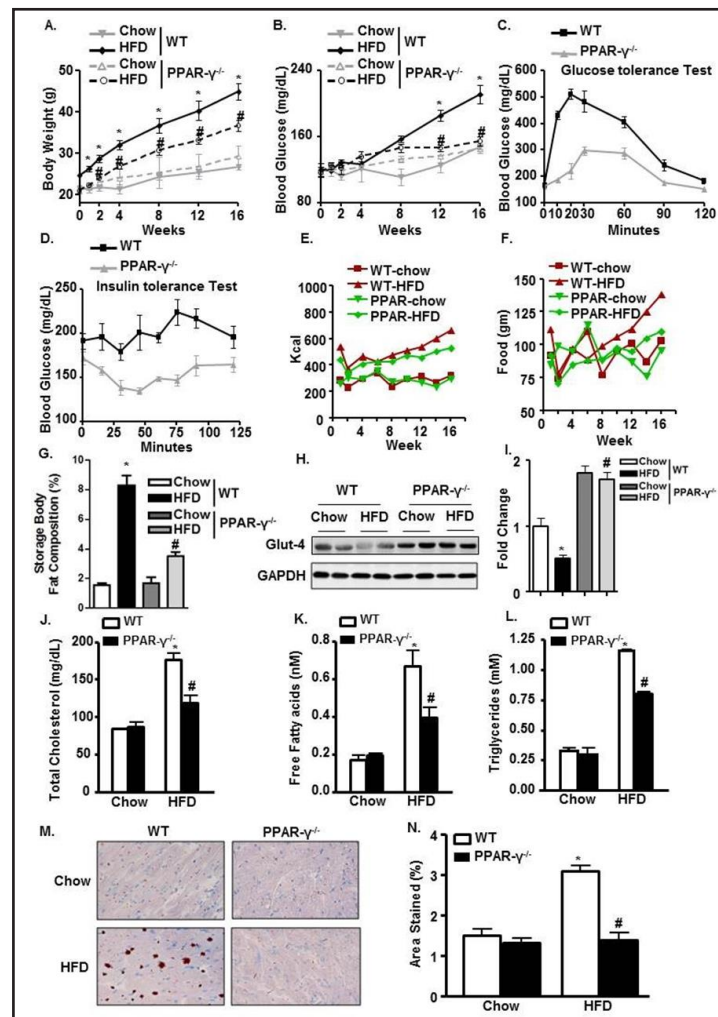 A.
Chow
HFD
WT
Chow
HFD
PPAR-γ-/-
Body Weight (g)
50
40
30
20
0 2 4 8 12 16
Weeks
* * * * * *
# # # # #
B.
Chow
HFD
WT
Chow
HFD
PPAR-γ-/-
Blood Glucose (mg/dL)
200
140
80
0 2 4 8 12 16
Weeks
* *
# #
C.
WT
PPAR-γ-/-
Glucose tolerance Test
Blood Glucose (mg/dL)
600
500
400
300
200
100
0 10 20 30 60 90 120
Minutes
D.
WT
PPAR-γ-/-
Insulin tolerance Test
Blood Glucose (mg/dL)
250
200
150
100
0 25 50 75 100 125
Minutes
E.
WT-chow
WT-HFD
PPAR-chow
PPAR-HFD
Kcal
1000
800
600
400
200
0
0 2 4 6 8 10 12 14 16
Week
F.
WT-chow
WT-HFD
PPAR-chow
PPAR-HFD
Food (gm)
150
125
100
75
50
0 2 4 6 8 10 12 14 16
Week
G.
Chow
HFD
WT
Chow
HFD
PPAR-γ-/-
Storage Body
Fat Composition (%)
10
8
6
4
2
0
*
#
H.
WT PPAR-γ-/-
Chow HFD Chow HFD
Glut-4
GAPDH
I.
Chow
HFD
WT
Chow
HFD
PPAR-γ-/-
Fold Change
2
1
0
*
#
J.
WT
PPAR-γ-/-
Total Cholesterol (mg/dL)
200
150
100
50
0
*
#
Chow HFD
K.
WT
PPAR-γ-/-
Free Fatty acids (nM)
0.8
0.6
0.4
0.2
0.0
*
#
Chow HFD
L.
WT
PPAR-γ-/-
Triglycerides (mM)
1.25
1.00
0.75
0.50
0.25
0.00
*
#
Chow HFD
M.
WT PPAR-γ-/-
Chow
HFD
N.
WT
PPAR-γ-/-
Area Stained (%)
4
3
2
1
0
*
#
Chow HFD